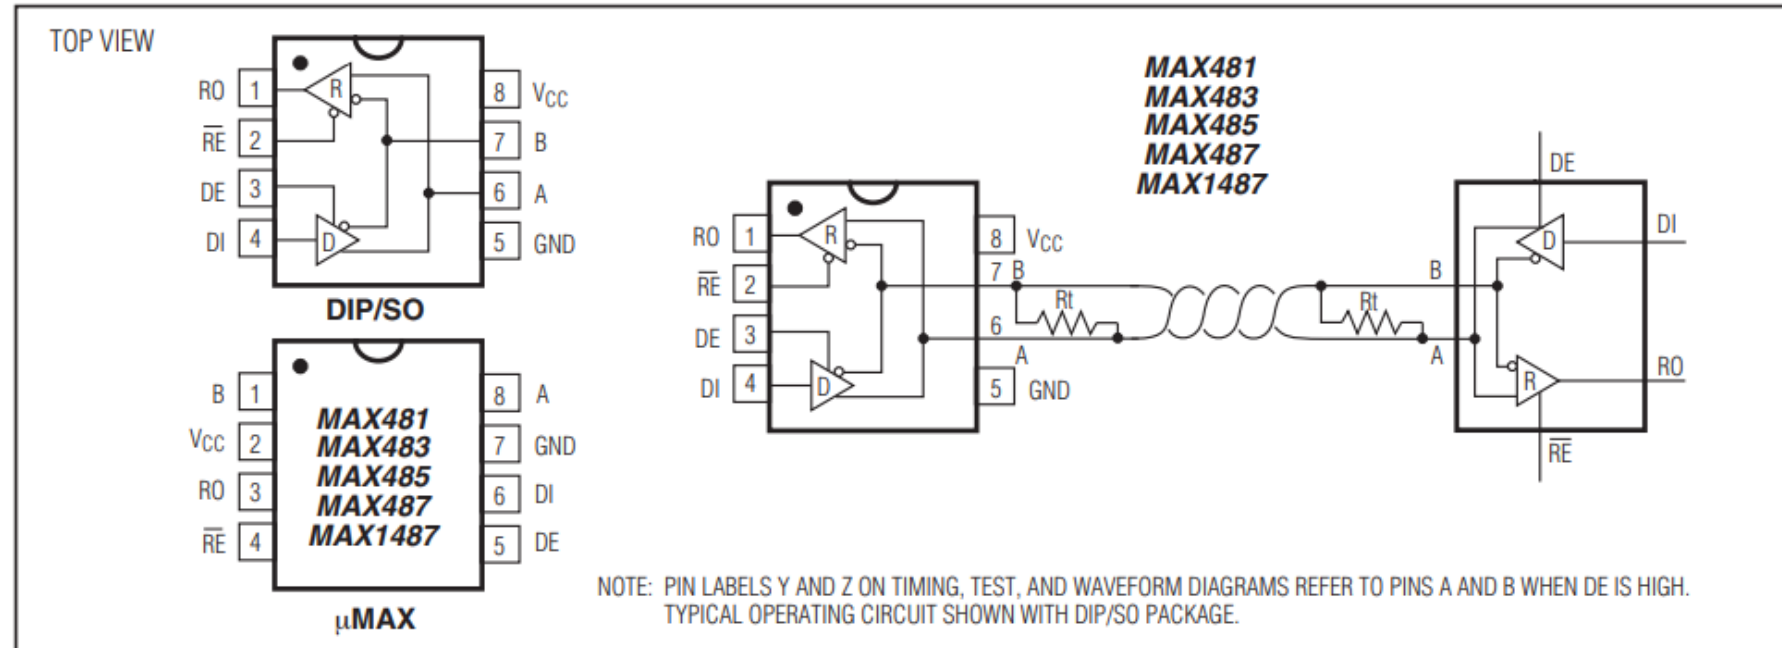 TOP VIEW
RO 1
R̅E̅ 2
DE 3
DI 4
8 VCC
7 B
6 A
5 GND
R
D
DIP/SO
B 1
VCC 2
RO 3
R̅E̅ 4
8 A
7 GND
6 DI
5 DE
MAX481
MAX483
MAX485
MAX487
MAX1487
µMAX
MAX481
MAX483
MAX485
MAX487
MAX1487
RO 1
R̅E̅ 2
DE 3
DI 4
R
D
8 VCC
7 B
6
A
5 GND
Rt
Rt
B
A
DE
DI
D
R
RO
R̅E̅
NOTE: PIN LABELS Y AND Z ON TIMING, TEST, AND WAVEFORM DIAGRAMS REFER TO PINS A AND B WHEN DE IS HIGH.
TYPICAL OPERATING CIRCUIT SHOWN WITH DIP/SO PACKAGE.